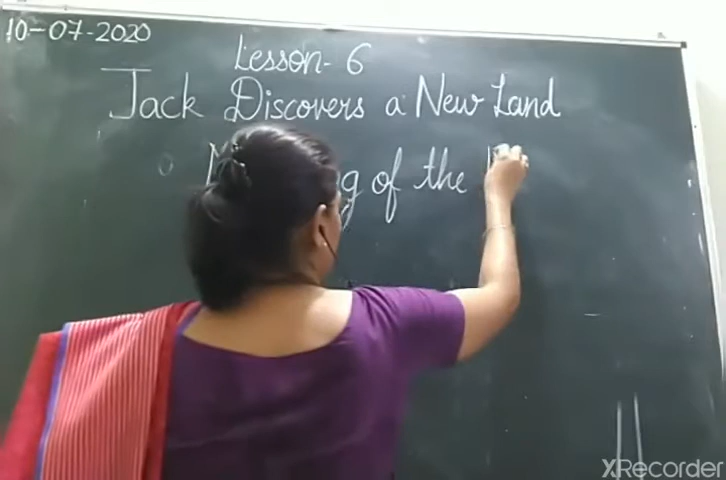 10-07-2020
Lesson- 6
Jack Discovers a New Land
of the
XRecorder